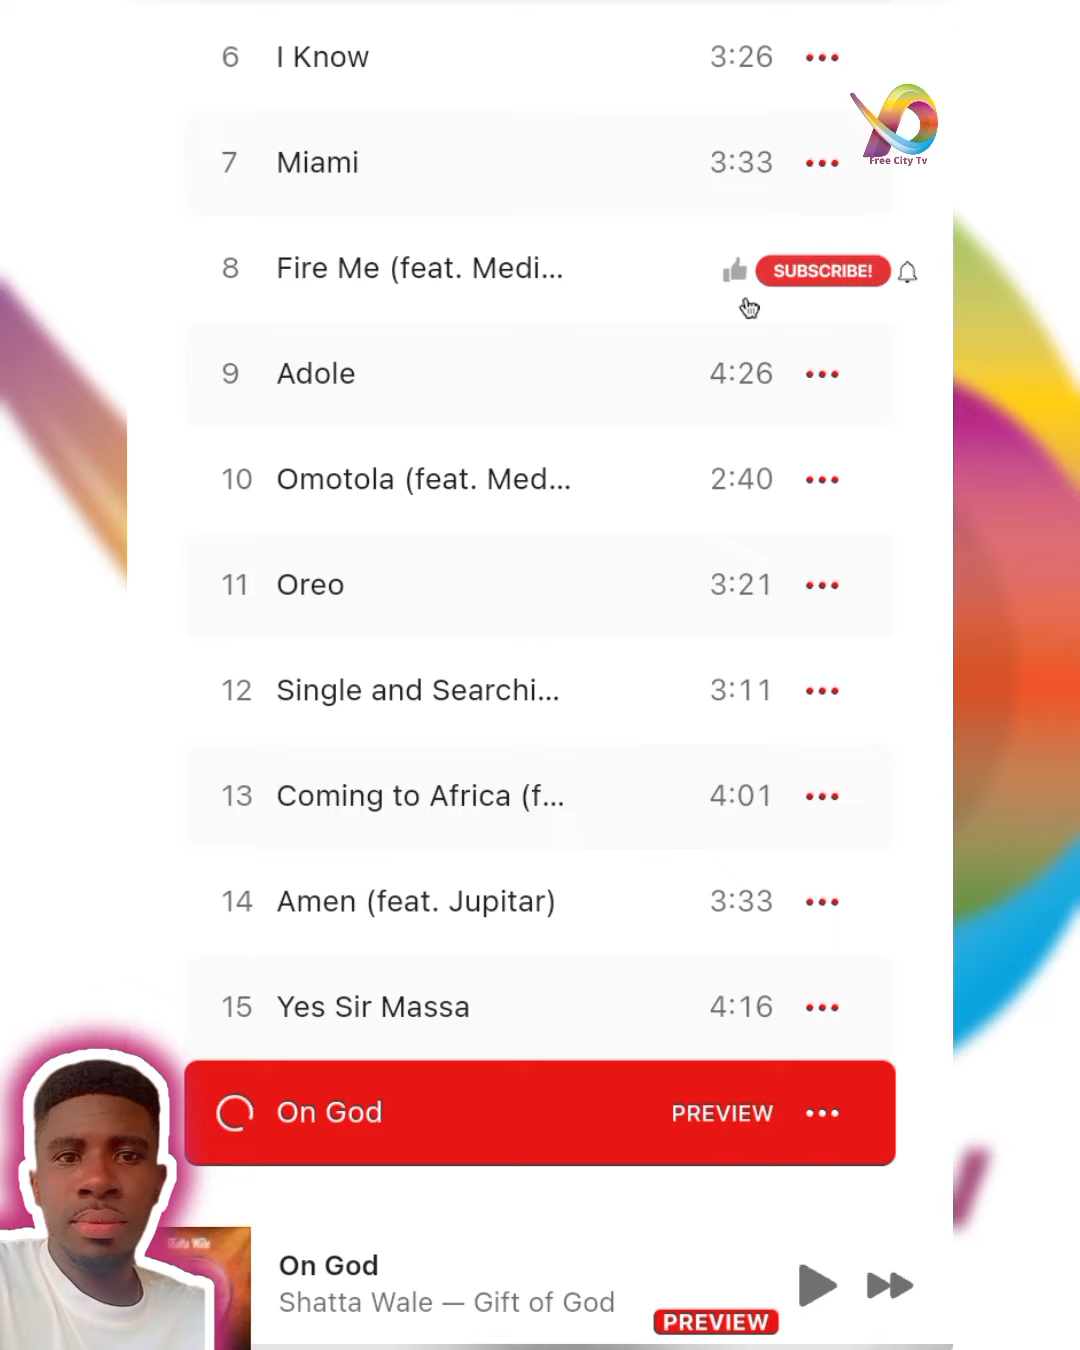 6 I Know 3:26
Free City Tv
7 Miami 3:33
8 Fire Me (feat. Medi...
SUBSCRIBE!
9 Adole 4:26
10 Omotola (feat. Med... 2:40
11 Oreo 3:21
12 Single and Searchi... 3:11
13 Coming to Africa (f... 4:01
14 Amen (feat. Jupitar) 3:33
15 Yes Sir Massa 4:16
On God PREVIEW
Shatta Wale
On God
Shatta Wale — Gift of God
PREVIEW